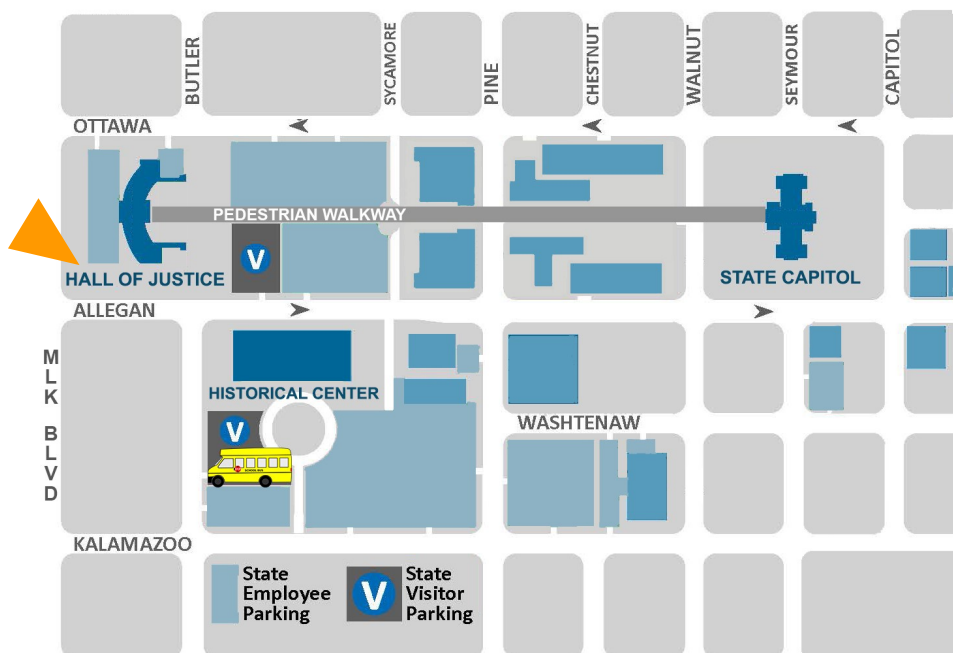 BUTLER
SYCAMORE
PINE
CHESTNUT
WALNUT
SEYMOUR
CAPITOL
OTTAWA
PEDESTRIAN WALKWAY
V
HALL OF JUSTICE
STATE CAPITOL
ALLEGAN
MLK BLVD
HISTORICAL CENTER
V
WASHTENAW
KALAMAZOO
State
Employee
Parking
V
State
Visitor
Parking